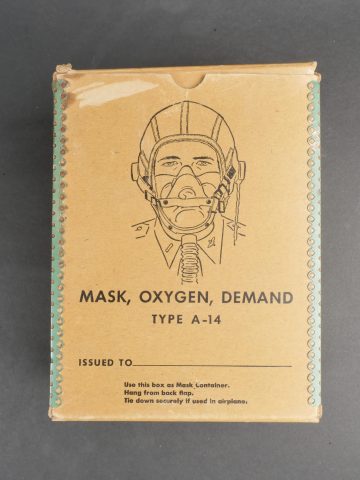 MASK, OXYGEN, DEMAND
TYPE A-14
ISSUED TO
Use this box as Mask Container.
Hang from back flap.
Tie down securely if used in airplane.